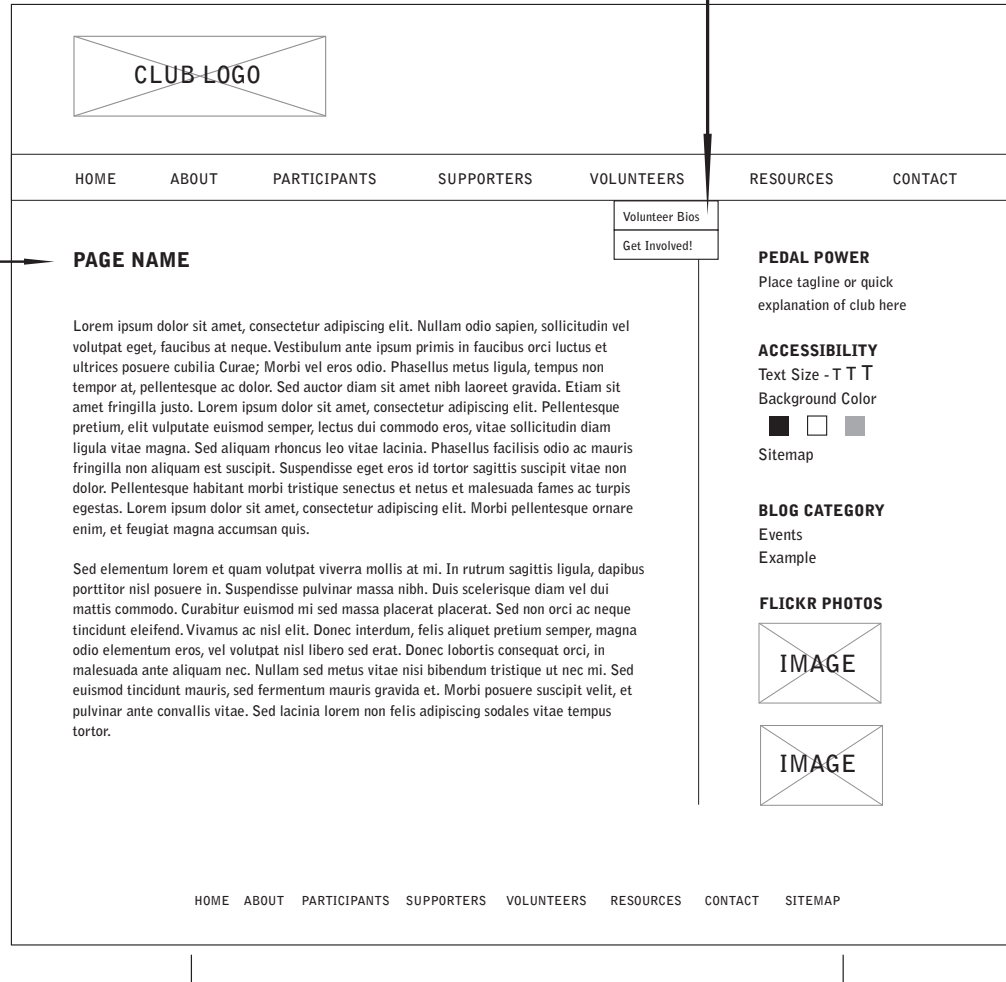 CLUB LOGO
HOME ABOUT PARTICIPANTS SUPPORTERS VOLUNTEERS RESOURCES CONTACT
Volunteer Bios
Get Involved!
PAGE NAME
Lorem ipsum dolor sit amet, consectetur adipiscing elit. Nullam odio sapien, sollicitudin vel
volutpat eget, faucibus at neque. Vestibulum ante ipsum primis in faucibus orci luctus et
ultrices posuere cubilia Curae; Morbi vel eros odio. Phasellus metus ligula, tempus non
tempor at, pellentesque ac dolor. Sed auctor diam sit amet nibh laoreet gravida. Etiam sit
amet fringilla justo. Lorem ipsum dolor sit amet, consectetur adipiscing elit. Pellentesque
pretium, elit vulputate euismod semper, lectus dui commodo eros, vitae sollicitudin diam
ligula vitae magna. Sed aliquam rhoncus leo vitae lacinia. Phasellus facilisis odio ac mauris
fringilla non aliquam est suscipit. Suspendisse eget eros id tortor sagittis suscipit vitae non
dolor. Pellentesque habitant morbi tristique senectus et netus et malesuada fames ac turpis
egestas. Lorem ipsum dolor sit amet, consectetur adipiscing elit. Morbi pellentesque ornare
enim, et feugiat magna accumsan quis.
Sed elementum lorem et quam volutpat viverra mollis at mi. In rutrum sagittis ligula, dapibus
porttitor nisl posuere in. Suspendisse pulvinar massa nibh. Duis scelerisque diam vel dui
mattis commodo. Curabitur euismod mi sed massa placerat placerat. Sed non orci ac neque
tincidunt eleifend. Vivamus ac nisl elit. Donec interdum, felis aliquet pretium semper, magna
odio elementum eros, vel volutpat nisl libero sed erat. Donec lobortis consequat orci, in
malesuada ante aliquam nec. Nullam sed metus vitae nisi bibendum tristique ut nec mi. Sed
euismod tincidunt mauris, sed fermentum mauris gravida et. Morbi posuere suscipit velit, et
pulvinar ante convallis vitae. Sed lacinia lorem non felis adipiscing sodales vitae tempus
tortor.
PEDAL POWER
Place tagline or quick
explanation of club here
ACCESSIBILITY
Text Size - T T T
Background Color
Sitemap
BLOG CATEGORY
Events
Example
FLICKR PHOTOS
IMAGE
IMAGE
HOME ABOUT PARTICIPANTS SUPPORTERS VOLUNTEERS RESOURCES CONTACT SITEMAP